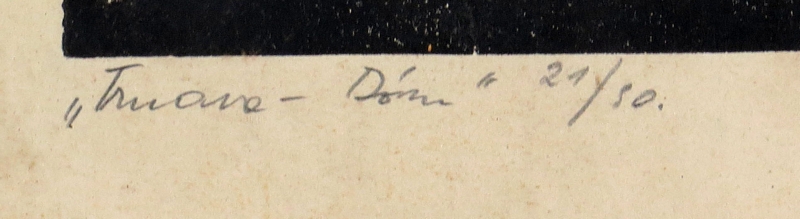 „Trnava - Dóm“ 21/50.